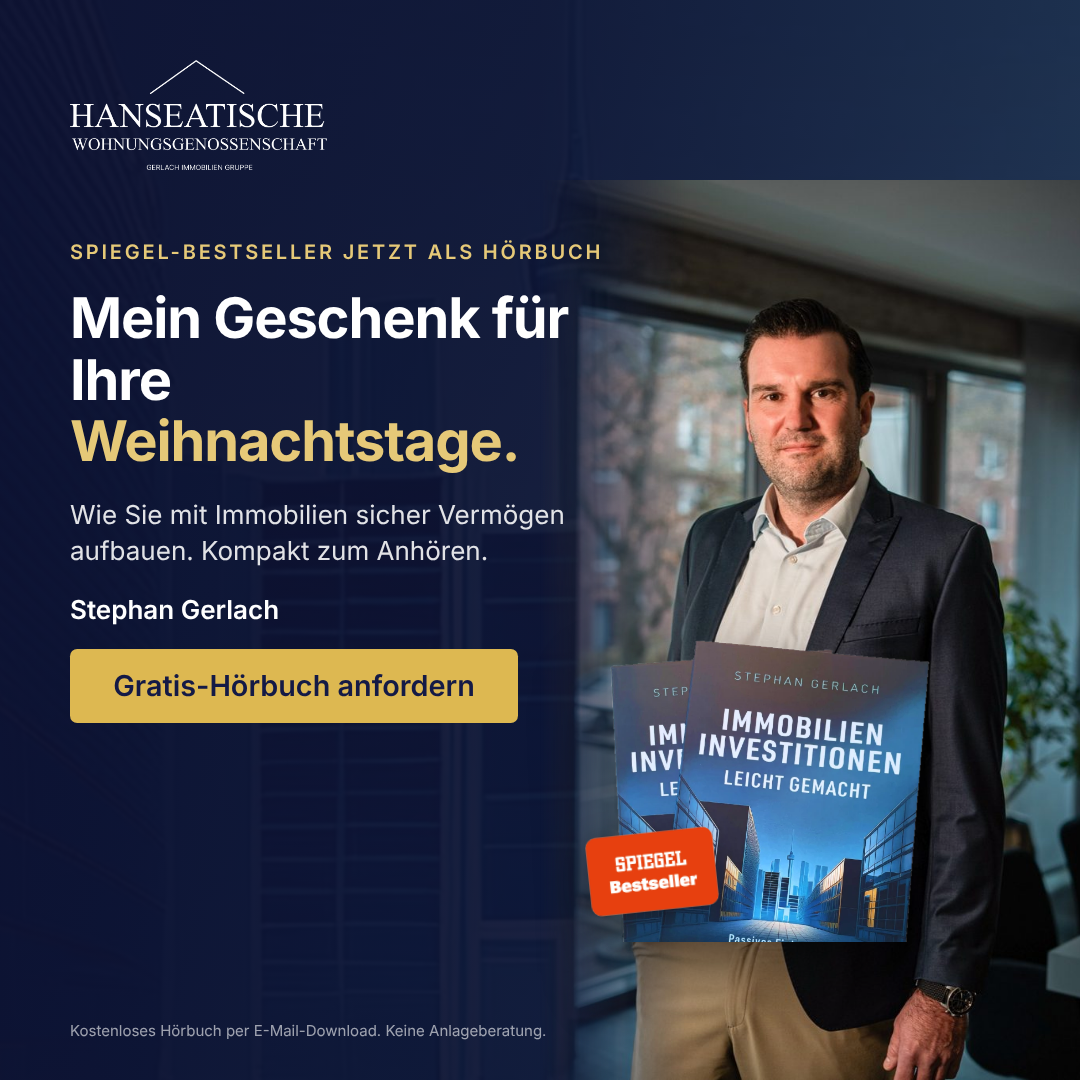 HANSEATISCHE
WOHNUNGSGENOSSENSCHAFT
GERLACH IMMOBILIEN GRUPPE
SPIEGEL-BESTSELLER JETZT ALS HÖRBUCH
Mein Geschenk für
Ihre
Weihnachtstage.
Wie Sie mit Immobilien sicher Vermögen
aufbauen. Kompakt zum Anhören.
Stephan Gerlach
Gratis-Hörbuch anfordern
STEPHAN GERLACH
IMMOBILIEN
INVESTITIONEN
LEICHT GEMACHT
SPIEGEL
Bestseller
Kostenloses Hörbuch per E-Mail-Download. Keine Anlageberatung.